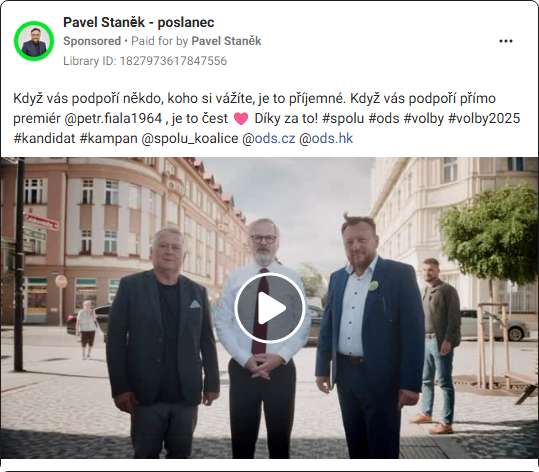 Pavel Staněk - poslanec
Sponsored • Paid for by Pavel Staněk
Library ID: 1827973617847556
Když vás podpoří někdo, koho si vážíte, je to příjemné. Když vás podpoří přímo
premiér @petr.fiala1964 , je to čest 💗 Díky za to! #spolu #ods #volby #volby2025
#kandidat #kampan @spolu_koalice @ods.cz @ods.hk